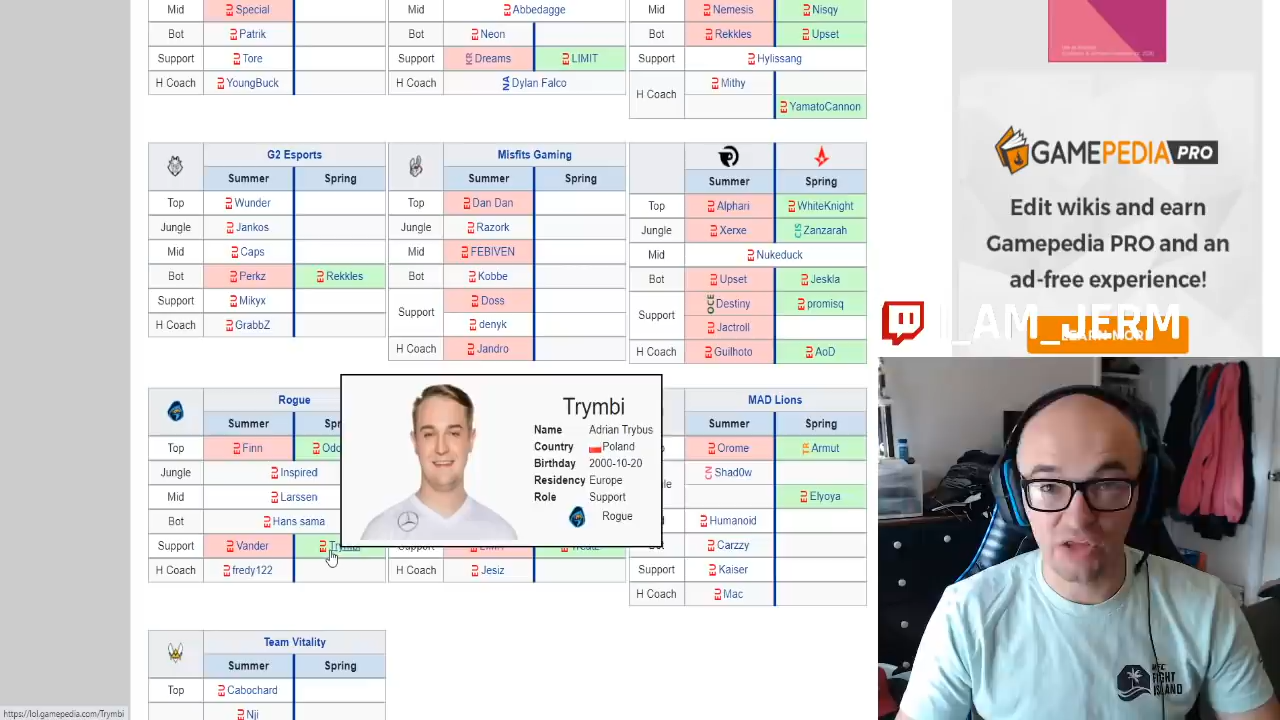 Mid Special
Bot Patrik
Support Tore
H Coach YoungBuck
Mid Abbedagge
Bot Neon
Support Dreams LIMIT
H Coach Dylan Falco
Mid Nemesis Nisqy
Bot Rekkles Upset
Support Hylissang
H Coach Mithy
YamatoCannon
G2 Esports
Summer Spring
Top Wunder
Jungle Jankos
Mid Caps
Bot Perkz Rekkles
Support Mikyx
H Coach GrabbZ
Misfits Gaming
Summer Spring
Top Dan Dan
Jungle Razork
Mid FEBIVEN
Bot Kobbe
Support Doss
denyk
H Coach Jandro
Summer Spring
Top Alphari WhiteKnight
Jungle Xerxe Zanzarah
Mid Nukeduck
Bot Upset Jeskla
Support Destiny promisq
Jactroll
H Coach Guilhoto AoD
Rogue
Summer
Top Finn
Jungle Inspired
Mid Larssen
Bot Hans sama
Support Vander
H Coach fredy122
Trymbi
Name Adrian Trybus
Country Poland
Birthday 2000-10-20
Residency Europe
Role Support
Rogue
H Coach Jesiz
MAD Lions
Summer Spring
Top Orome Armut
Shad0w
Elyoya
Humanoid
Carzzy
Support Kaiser
H Coach Mac
Team Vitality
Summer Spring
Top Cabochard
Nji
GAMEPEDIA PRO
Edit wikis and earn
Gamepedia PRO and an
ad-free experience!
LEARN MORE
I_AM_JERM
UFC
FIGHT
ISLAND
https://lol.gamepedia.com/Trymbi